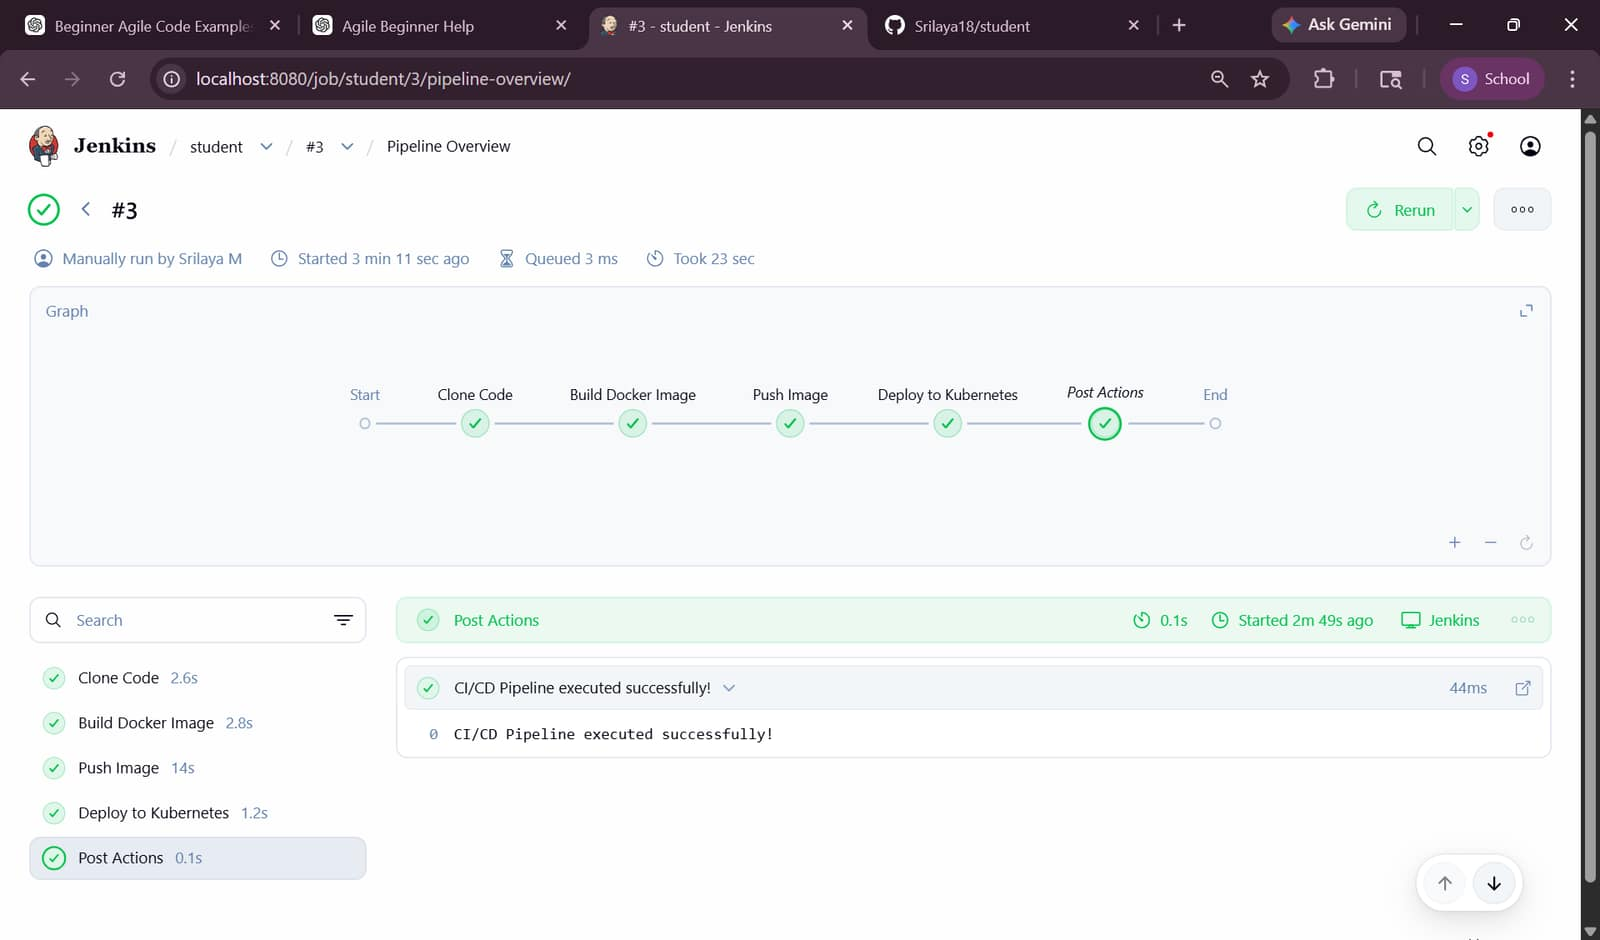 Beginner Agile Code Example
Agile Beginner Help
#3 - student - Jenkins
Srilaya18/student
Ask Gemini
localhost:8080/job/student/3/pipeline-overview/
S School
Jenkins / student / #3 / Pipeline Overview
#3
Rerun
Manually run by Srilaya M
Started 3 min 11 sec ago
Queued 3 ms
Took 23 sec
Graph
Start
Clone Code
Build Docker Image
Push Image
Deploy to Kubernetes
Post Actions
End
Search
Post Actions
0.1s
Started 2m 49s ago
Jenkins
Clone Code 2.6s
CI/CD Pipeline executed successfully!
44ms
Build Docker Image 2.8s
0 CI/CD Pipeline executed successfully!
Push Image 14s
Deploy to Kubernetes 1.2s
Post Actions 0.1s